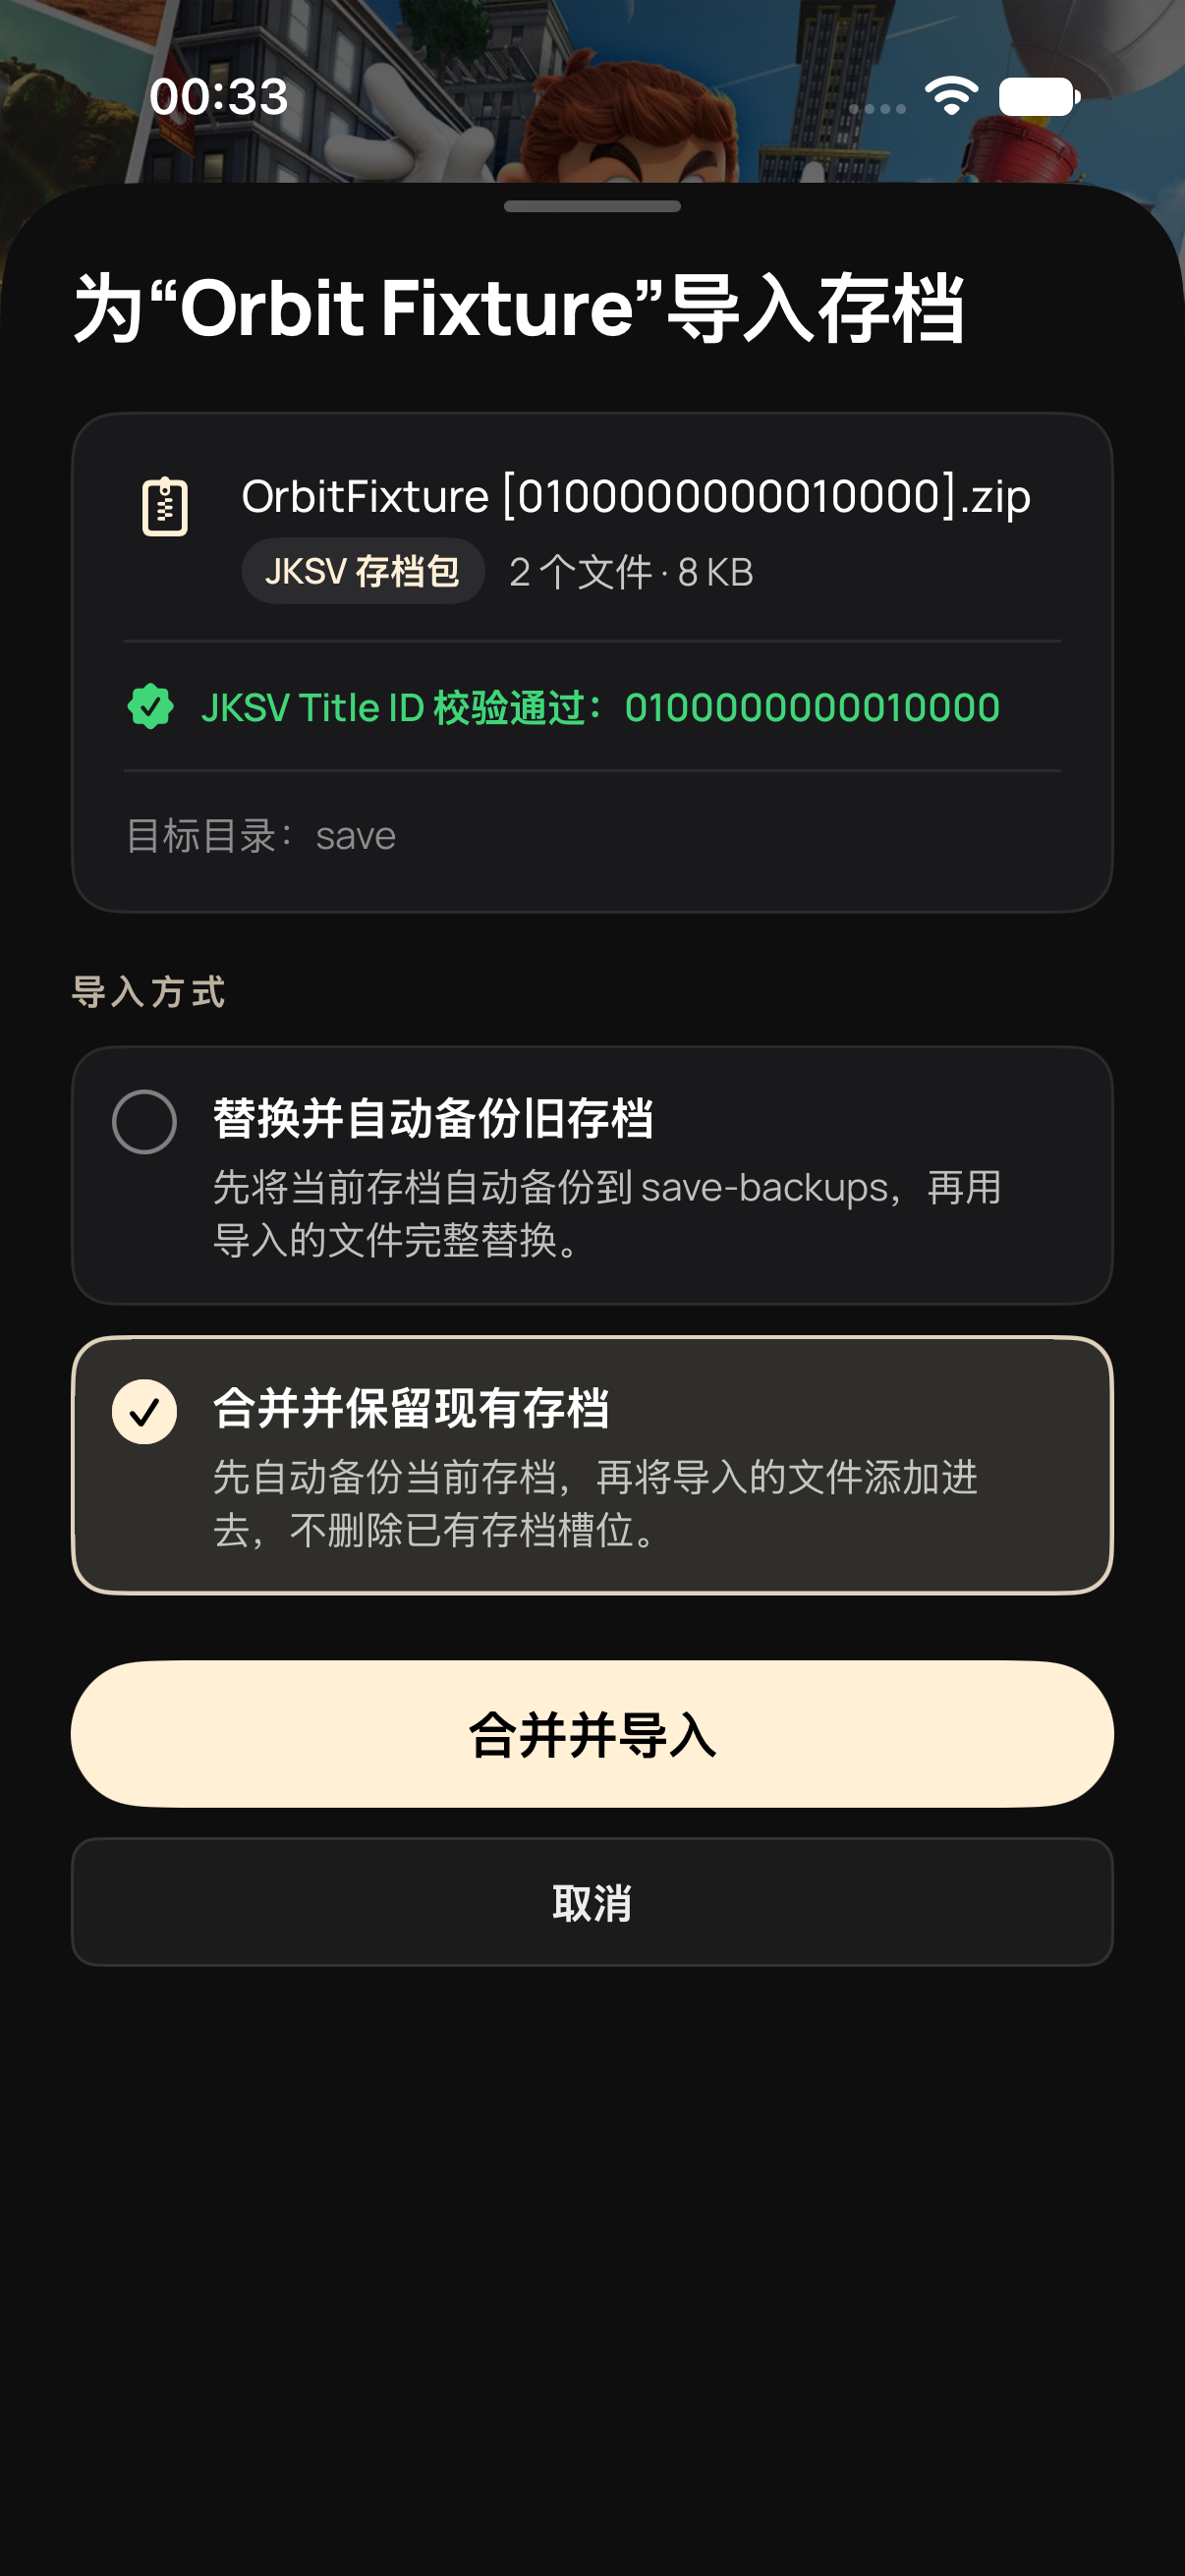 00:33
为“Orbit Fixture”导入存档
OrbitFixture [0100000000010000].zip
JKSV 存档包 2 个文件 · 8 KB
JKSV Title ID 校验通过：0100000000010000
目标目录：save
导入方式
替换并自动备份旧存档
先将当前存档自动备份到 save-backups，再用
导入的文件完整替换。
合并并保留现有存档
先自动备份当前存档，再将导入的文件添加进
去，不删除已有存档槽位。
合并并导入
取消